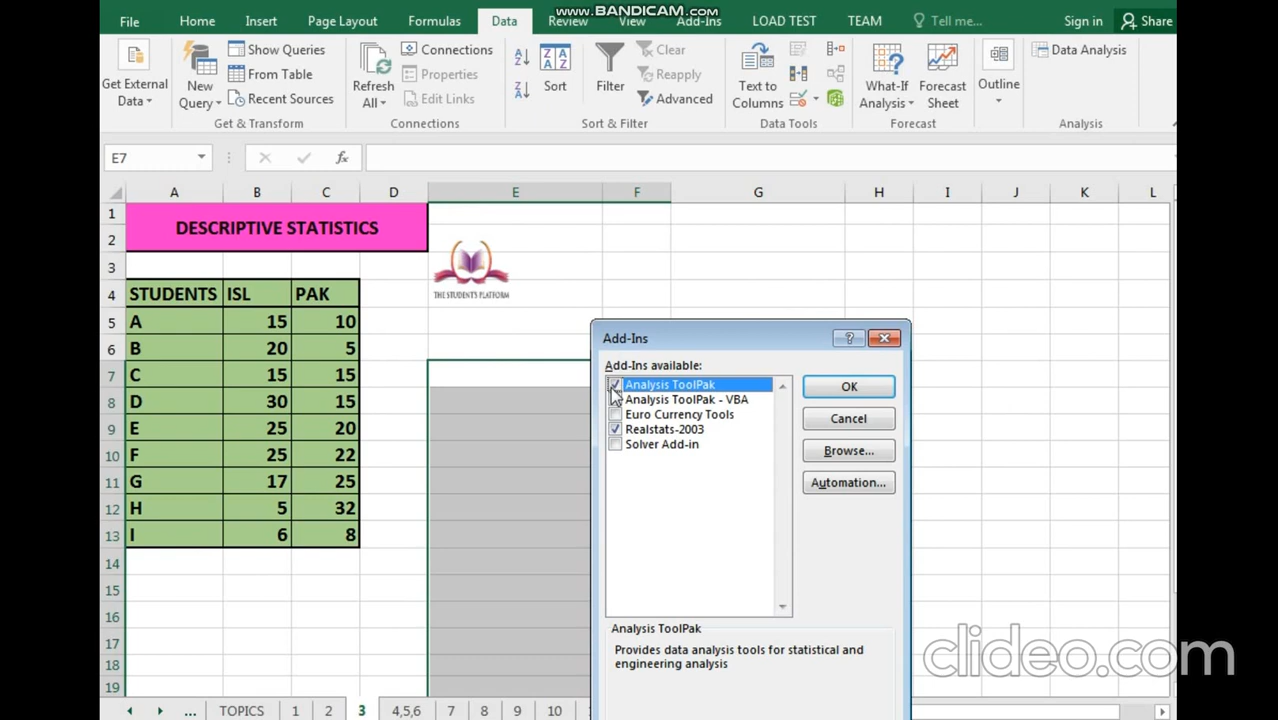 www.BANDICAM.com
File Home Insert Page Layout Formulas Data Review View Add-Ins LOAD TEST TEAM Tell me... Sign in Share
Get External Data
New Query
Show Queries
From Table
Recent Sources
Get & Transform
Refresh All
Connections
Properties
Edit Links
Connections
Sort
Filter
Clear
Reapply
Advanced
Sort & Filter
Text to Columns
Data Tools
What-If Analysis
Forecast Sheet
Forecast
Outline
Data Analysis
Analysis
E7 fx
A B C D E F G H I J K L
1
2 DESCRIPTIVE STATISTICS
3
THE STUDENT'S PLATFORM
4 STUDENTS ISL PAK
5 A 15 10
6 B 20 5
7 C 15 15
8 D 30 15
9 E 25 20
10 F 25 22
11 G 17 25
12 H 5 32
13 I 6 8
14
15
16
17
18
19
Add-Ins
Add-Ins available:
Analysis ToolPak
Analysis ToolPak - VBA
Euro Currency Tools
Realstats-2003
Solver Add-in
OK
Cancel
Browse...
Automation...
Analysis ToolPak
Provides data analysis tools for statistical and
engineering analysis
clideo.com
... TOPICS 1 2 3 4,5,6 7 8 9 10